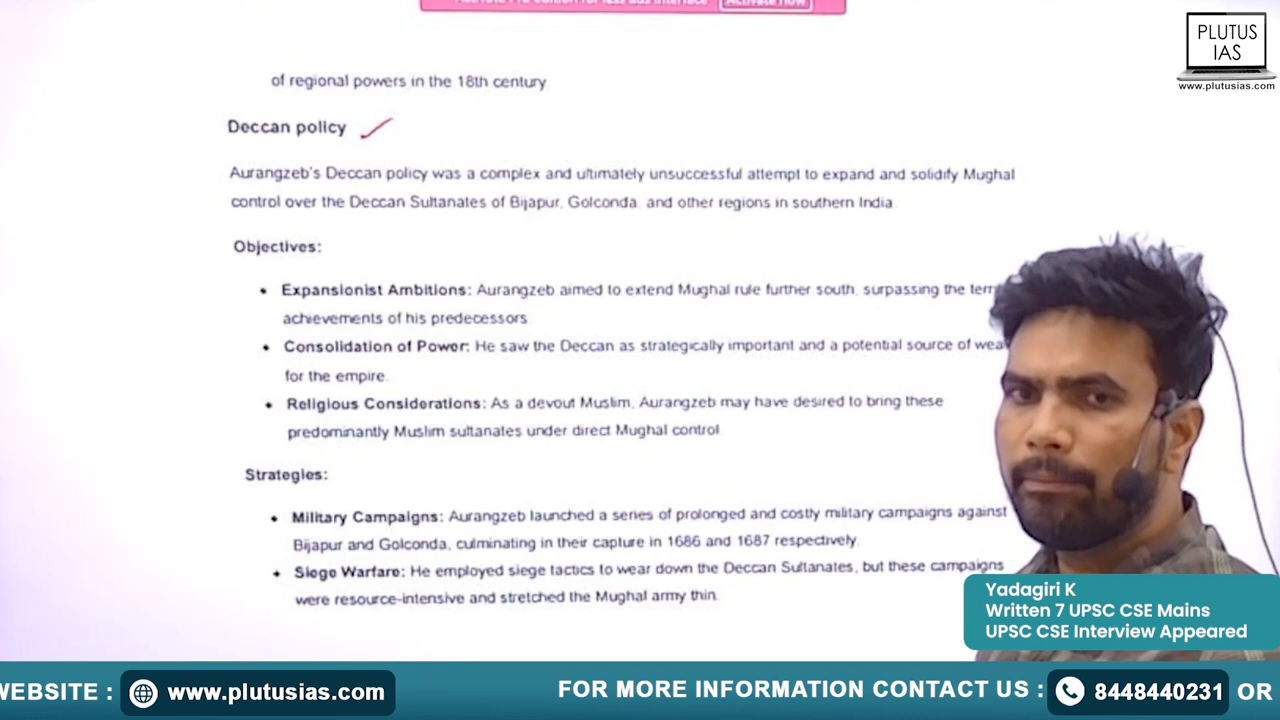 PLUTUS
IAS
www.plutusias.com
Activate now
of regional powers in the 18th century
Deccan policy
Aurangzeb's Deccan policy was a complex and ultimately unsuccessful attempt to expand and solidify Mughal
control over the Deccan Sultanates of Bijapur, Golconda, and other regions in southern India.
Objectives:
• Expansionist Ambitions: Aurangzeb aimed to extend Mughal rule further south, surpassing the
achievements of his predecessors.
• Consolidation of Power: He saw the Deccan as strategically important and a potential source of
for the empire.
• Religious Considerations: As a devout Muslim, Aurangzeb may have desired to bring these
predominantly Muslim sultanates under direct Mughal control.
Strategies:
• Military Campaigns: Aurangzeb launched a series of prolonged and costly military campaigns against
Bijapur and Golconda, culminating in their capture in 1686 and 1687 respectively.
• Siege Warfare: He employed siege tactics to wear down the Deccan Sultanates, but these campaigns
were resource-intensive and stretched the Mughal army thin.
Yadagiri K
Written 7 UPSC CSE Mains
UPSC CSE Interview Appeared
WEBSITE : www.plutusias.com FOR MORE INFORMATION CONTACT US : 8448440231 OR